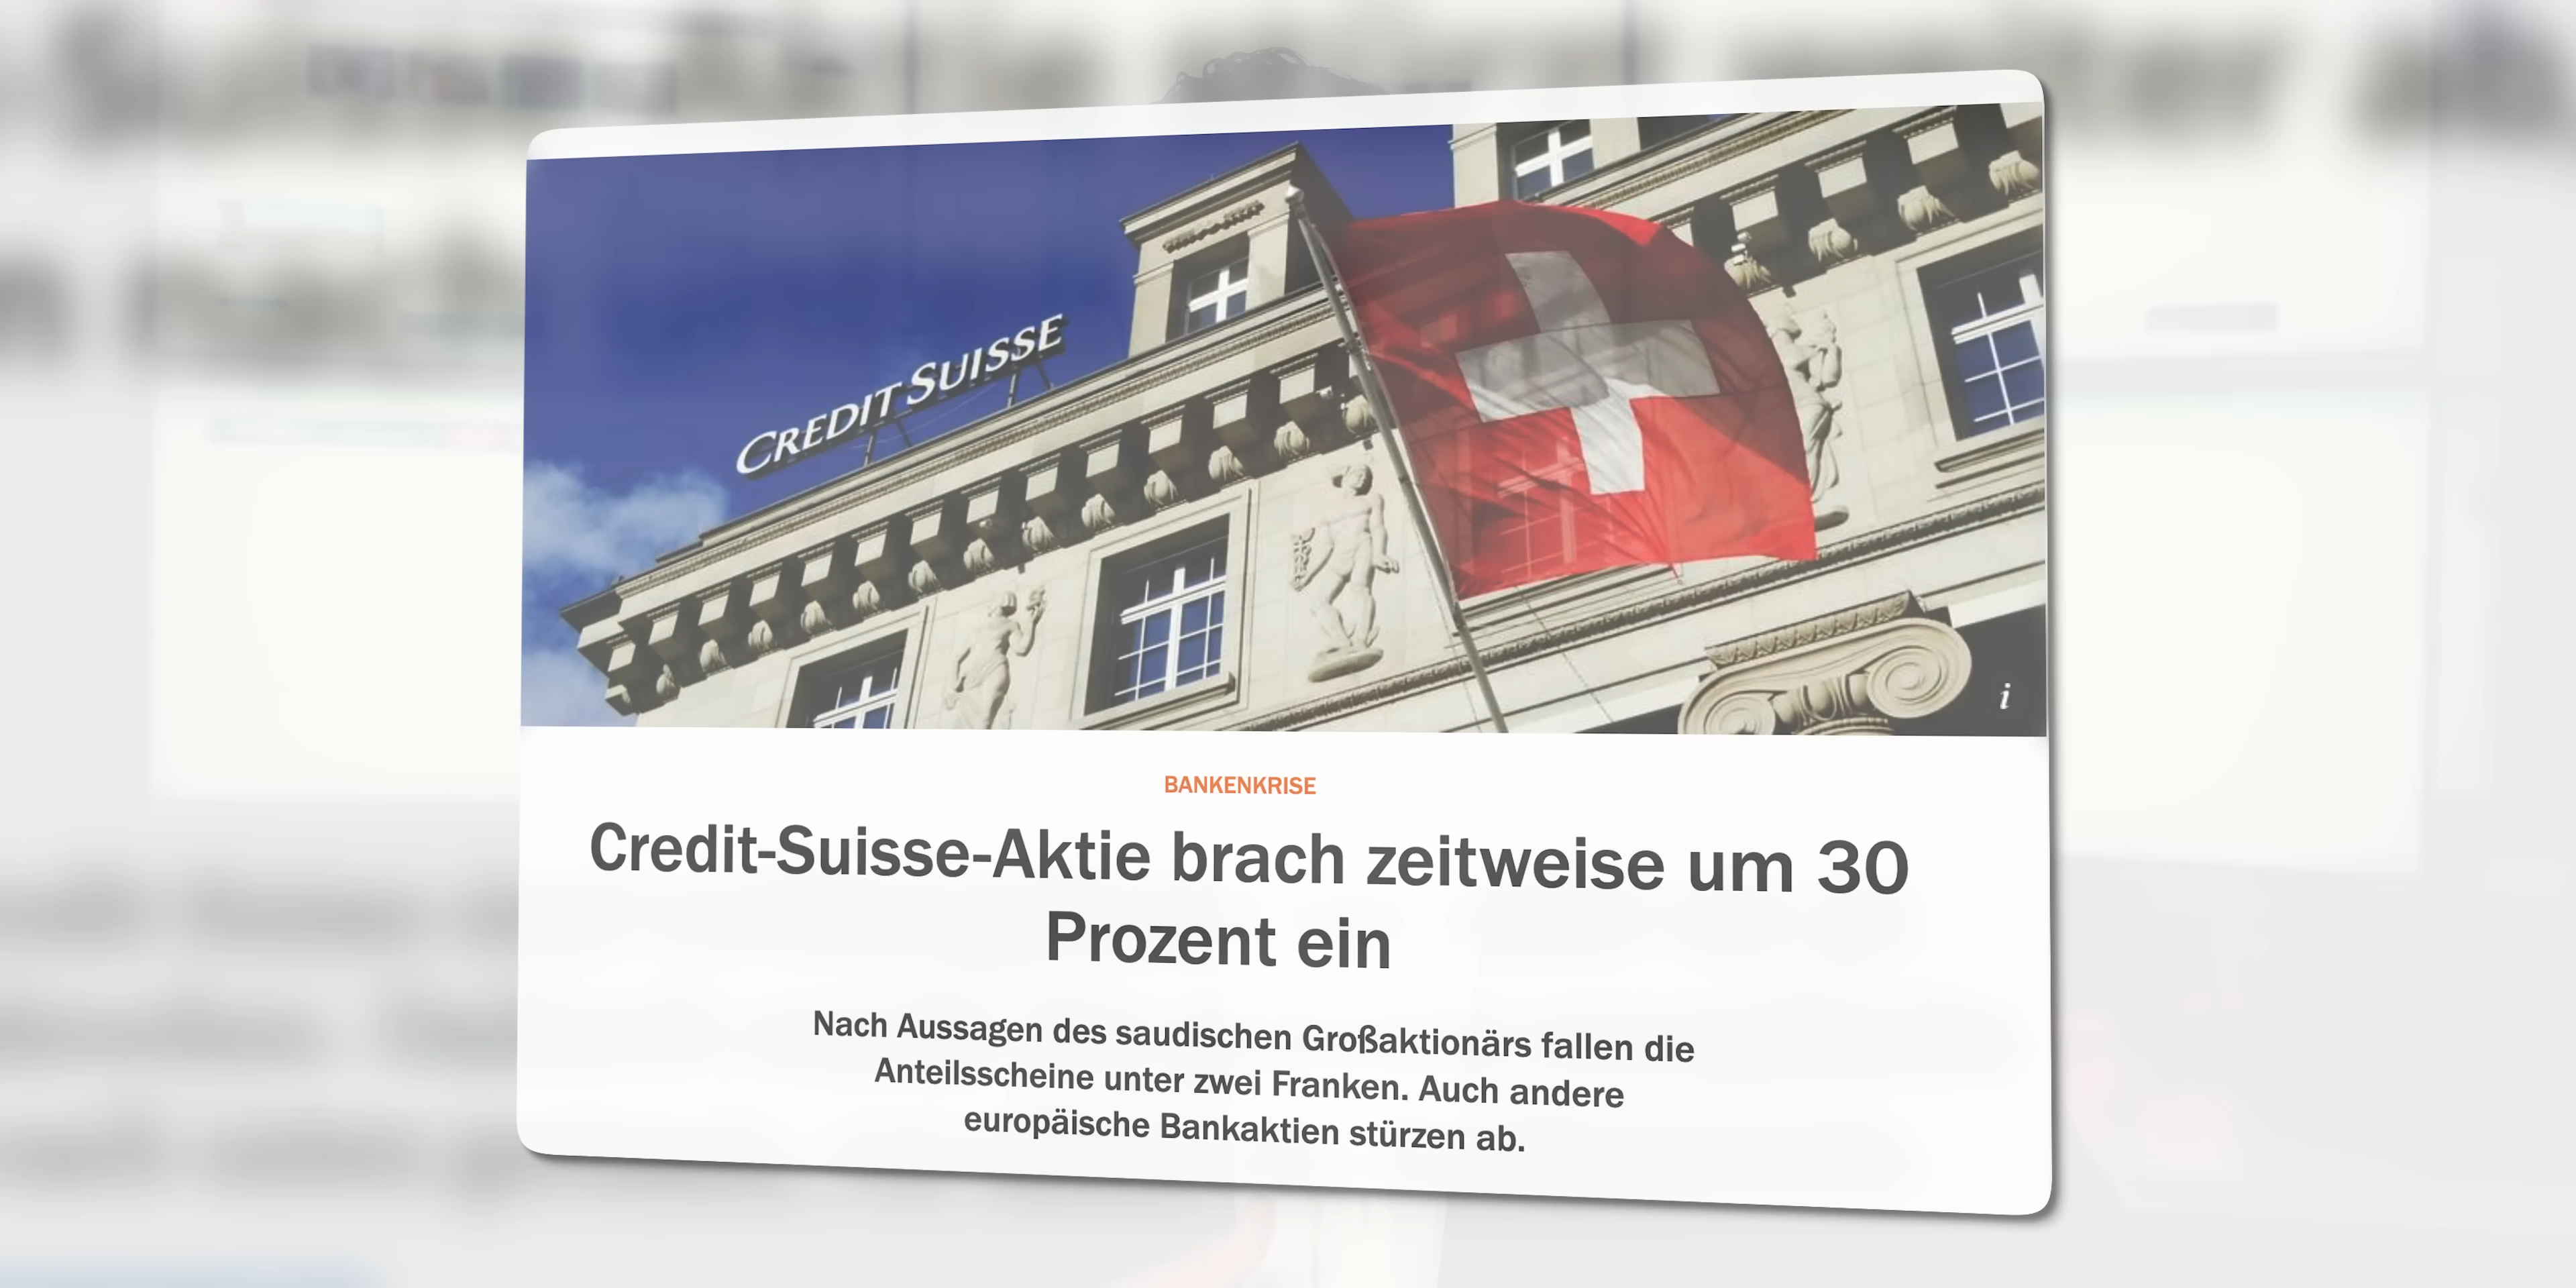 CREDIT SUISSE
i
BANKENKRISE
Credit-Suisse-Aktie brach zeitweise um 30
Prozent ein
Nach Aussagen des saudischen Großaktionärs fallen die
Anteilsscheine unter zwei Franken. Auch andere
europäische Bankaktien stürzen ab.